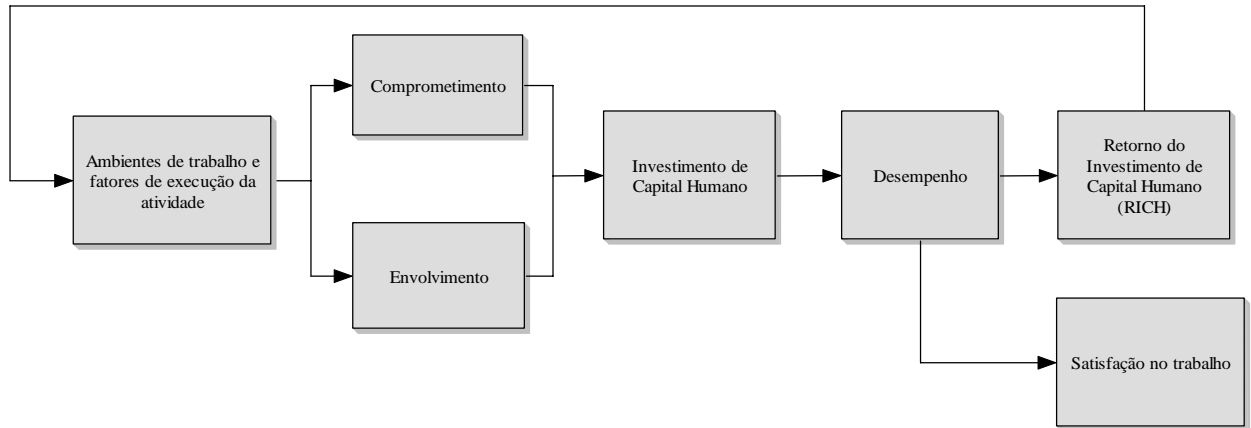 Ambientes de trabalho e
fatores de execução da
atividade
Comprometimento
Envolvimento
Investimento de
Capital Humano
Desempenho
Retorno do
Investimento de
Capital Humano
(RICH)
Satisfação no trabalho